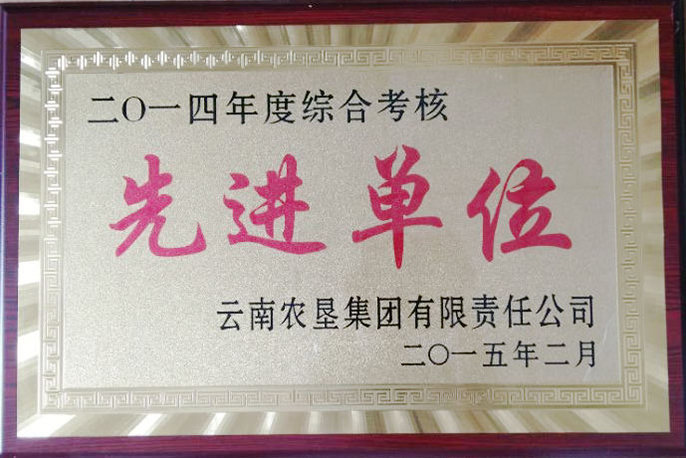 二〇一四年度综合考核
先进单位
云南农垦集团有限责任公司
二〇一五年二月